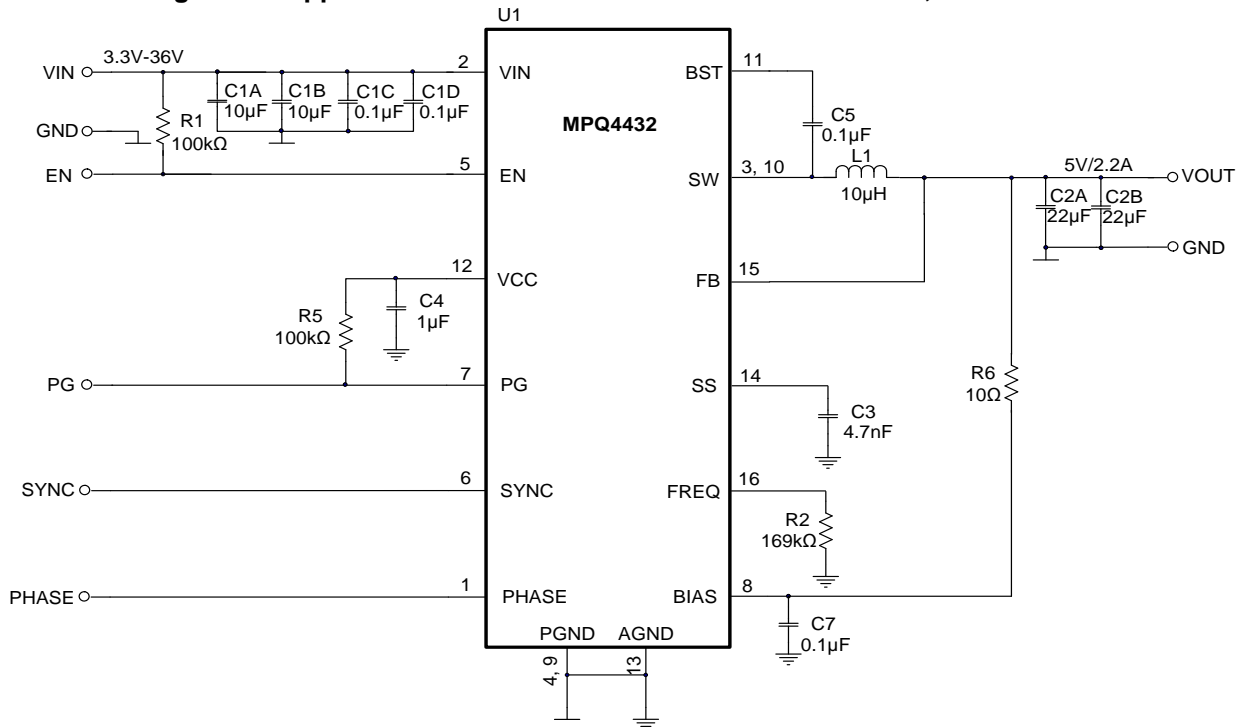 U1
3.3V-36V
VIN
2
VIN
BST
11
C1A
10µF
C1B
10µF
C1C
0.1µF
C1D
0.1µF
MPQ4432
C5
0.1µF
GND
R1
100kΩ
EN
5
EN
SW
3, 10
L1
10µH
5V/2.2A
VOUT
C2A
22µF
C2B
22µF
GND
12
VCC
FB
15
C4
1µF
R5
100kΩ
PG
7
PG
SS
14
C3
4.7nF
R6
10Ω
SYNC
6
SYNC
FREQ
16
R2
169kΩ
PHASE
1
PHASE
BIAS
8
C7
0.1µF
PGND
AGND
4, 9
13